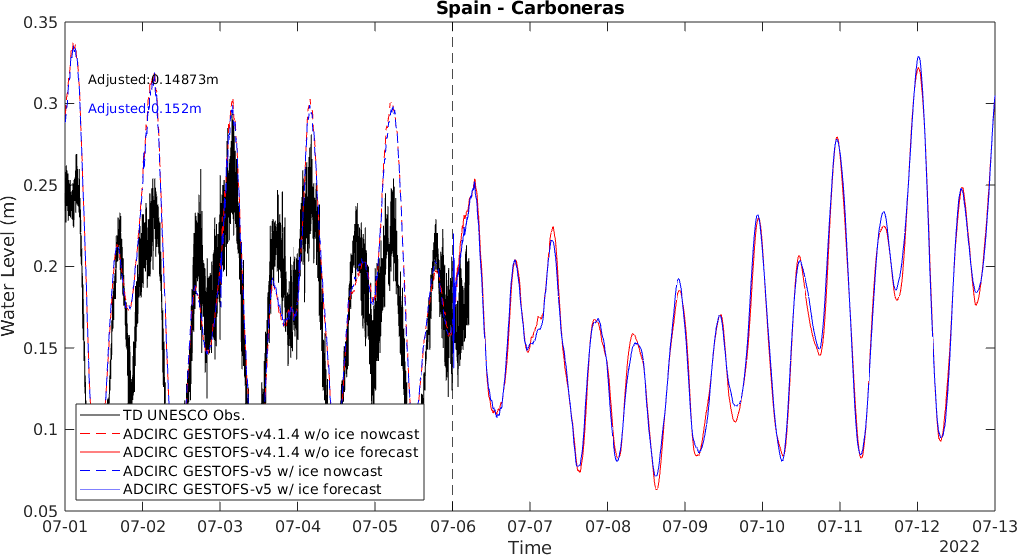 Spain - Carboneras
0.35
0.3
0.25
0.2
0.15
0.1
0.05
Water Level (m)
Adjusted:0.14873m
Adjusted:0.152m
TD UNESCO Obs.
ADCIRC GESTOFS-v4.1.4 w/o ice nowcast
ADCIRC GESTOFS-v4.1.4 w/o ice forecast
ADCIRC GESTOFS-v5 w/ ice nowcast
ADCIRC GESTOFS-v5 w/ ice forecast
07-01 07-02 07-03 07-04 07-05 07-06 07-07 07-08 07-09 07-10 07-11 07-12 07-13
Time
2022